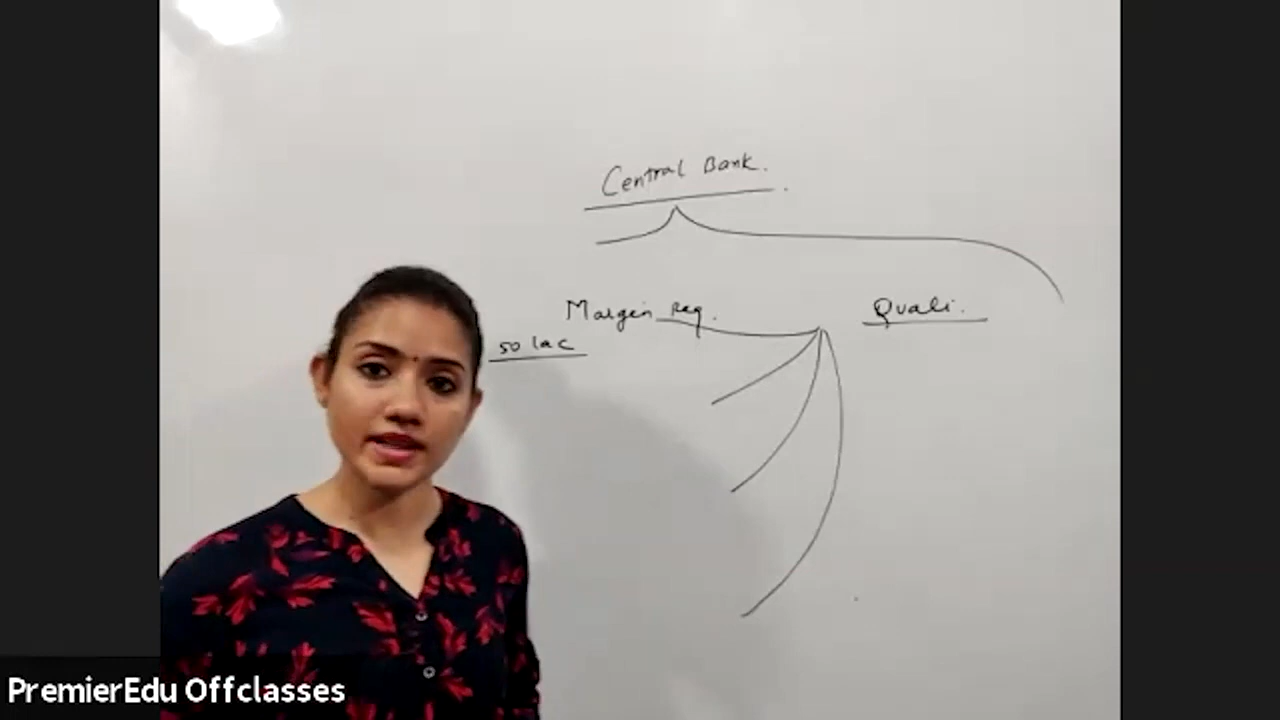 Central Bank.
Margin Req.
Quali.
50 lac
PremierEdu Offclasses